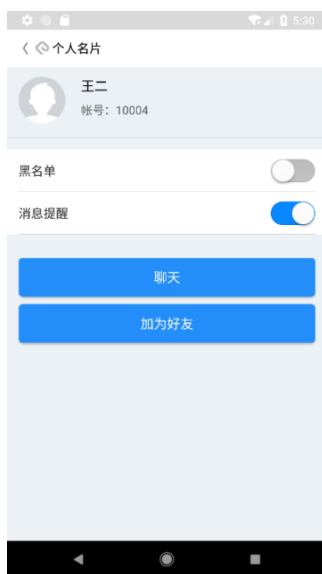 5:30
个人名片
王二
帐号：10004
黑名单
消息提醒
聊天
加为好友